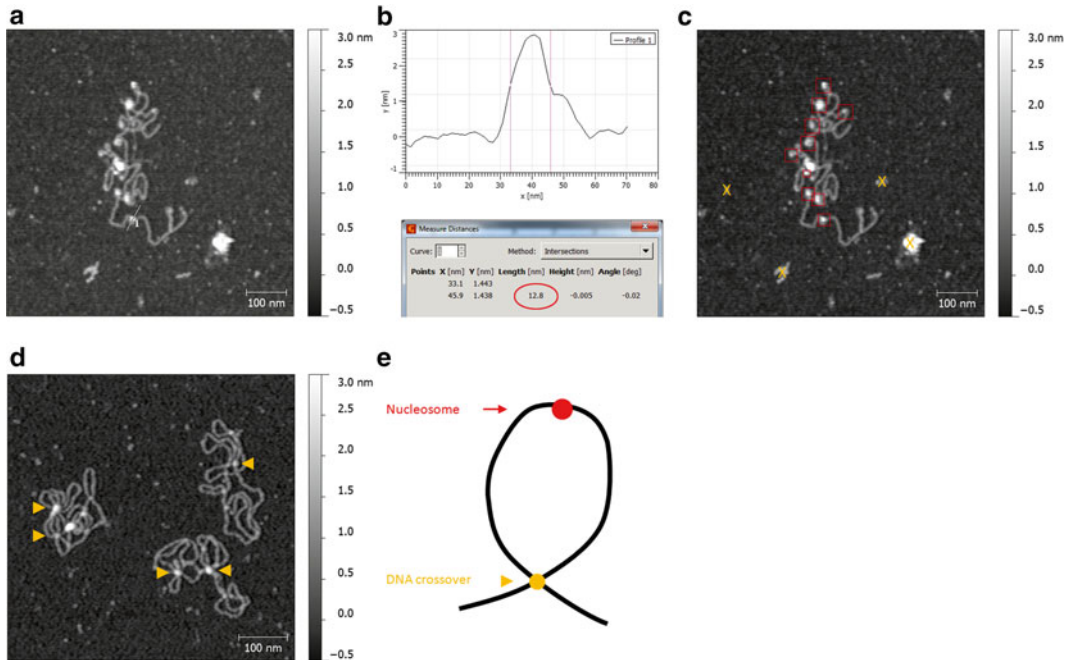 a
3.0 nm
2.5
2.0
1.5
1.0
0.5
0.0
−0.5
100 nm
b
3
2
1
0
-1
y [nm]
Profile 1
0 10 20 30 40 50 60 70 80
x [nm]
Measure Distances
Curve: Method: Intersections
Points X [nm] Y [nm] Length [nm] Height [nm] Angle [deg]
33.1 1.443
45.9 1.438 12.8 -0.005 -0.02
c
X X
X
X
3.0 nm
2.5
2.0
1.5
1.0
0.5
0.0
−0.5
100 nm
d
3.0 nm
2.5
2.0
1.5
1.0
0.5
0.0
−0.5
100 nm
e
Nucleosome
DNA crossover